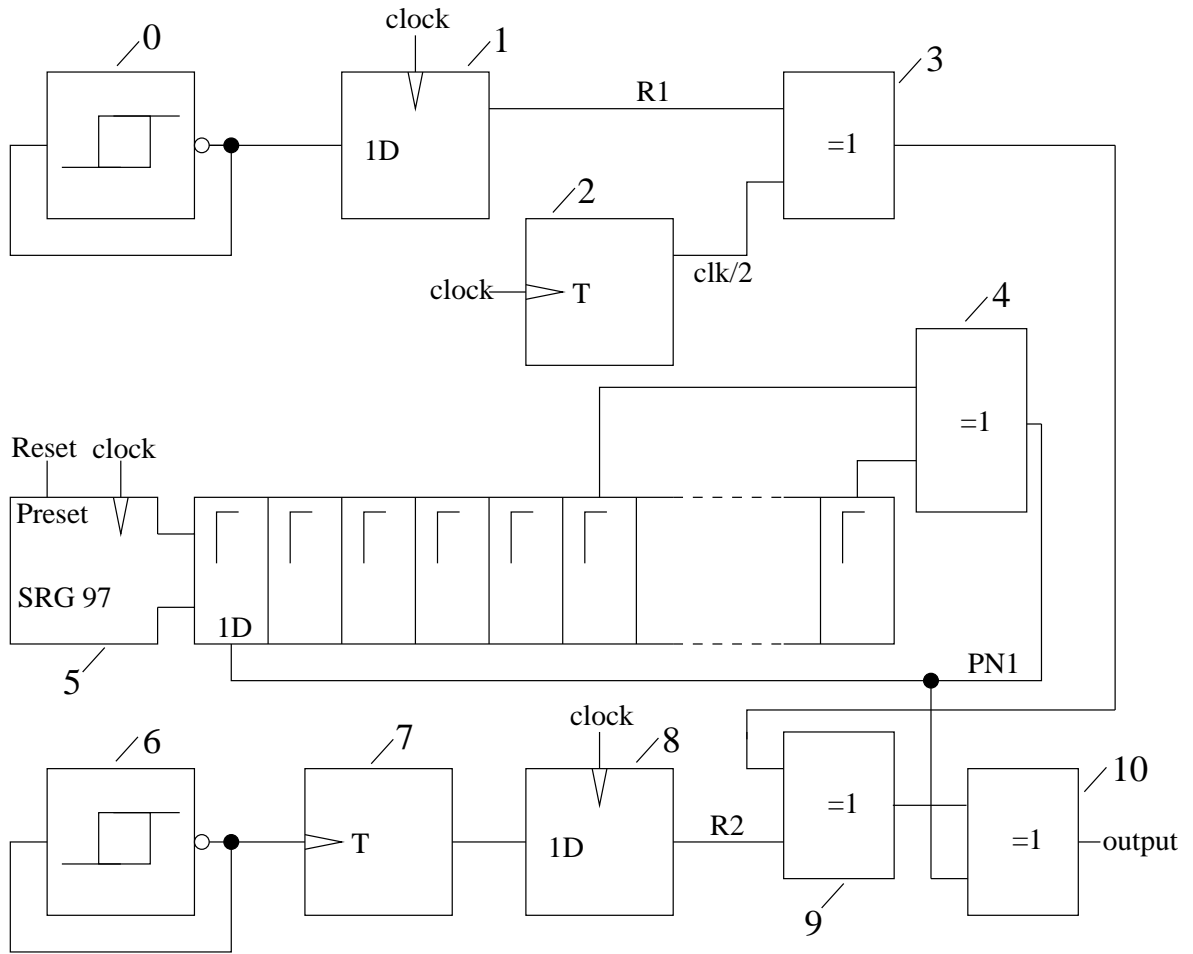 clock
0
1
R1
3
1D
=1
2
clk/2
clock
T
4
=1
Reset
clock
Preset
SRG 97
1D
5
PN1
clock
6
7
8
10
=1
T
R2
1D
=1
output
9